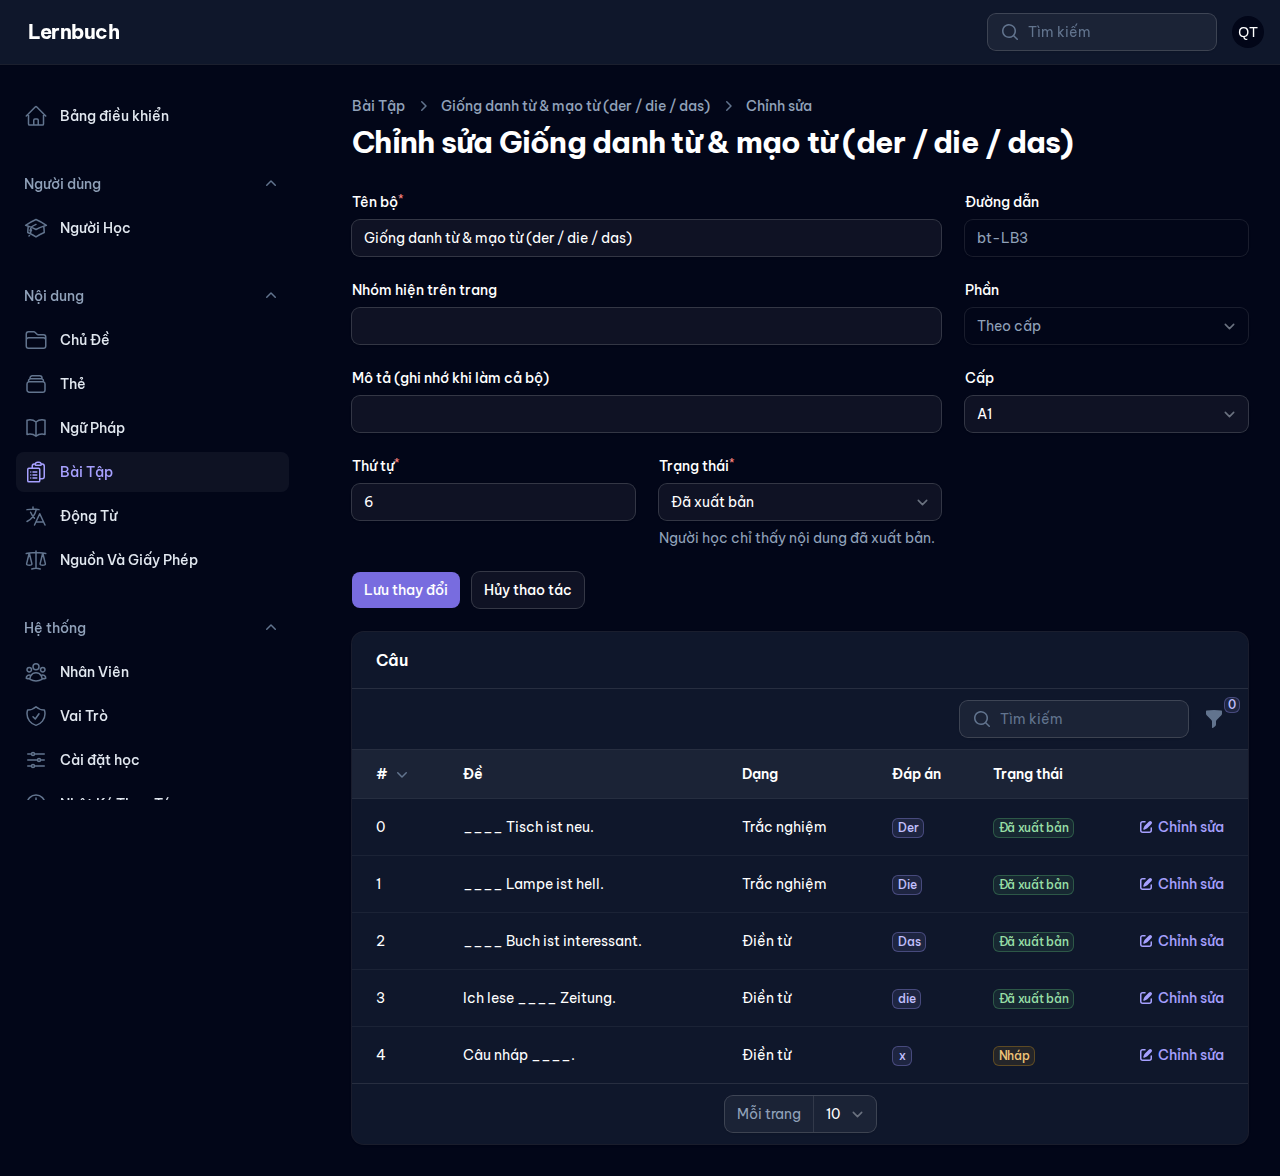 Lernbuch
Tìm kiếm
QT
Bảng điều khiển
Người dùng
Người Học
Nội dung
Chủ Đề
Thẻ
Ngữ Pháp
Bài Tập
Động Từ
Nguồn Và Giấy Phép
Hệ thống
Nhân Viên
Vai Trò
Cài đặt học
Bài Tập > Giống danh từ & mạo từ (der / die / das) > Chỉnh sửa
Chỉnh sửa Giống danh từ & mạo từ (der / die / das)
Tên bộ*
Giống danh từ & mạo từ (der / die / das)
Đường dẫn
bt-LB3
Nhóm hiện trên trang
Phần
Theo cấp
Mô tả (ghi nhớ khi làm cả bộ)
Cấp
A1
Thứ tự*
6
Trạng thái*
Đã xuất bản
Người học chỉ thấy nội dung đã xuất bản.
Lưu thay đổi
Hủy thao tác
Câu
Tìm kiếm
0
# Đề Dạng Đáp án Trạng thái
0 ____ Tisch ist neu. Trắc nghiệm Der Đã xuất bản Chỉnh sửa
1 ____ Lampe ist hell. Trắc nghiệm Die Đã xuất bản Chỉnh sửa
2 ____ Buch ist interessant. Điền từ Das Đã xuất bản Chỉnh sửa
3 Ich lese ____ Zeitung. Điền từ die Đã xuất bản Chỉnh sửa
4 Câu nháp ____. Điền từ x Nháp Chỉnh sửa
Mỗi trang 10